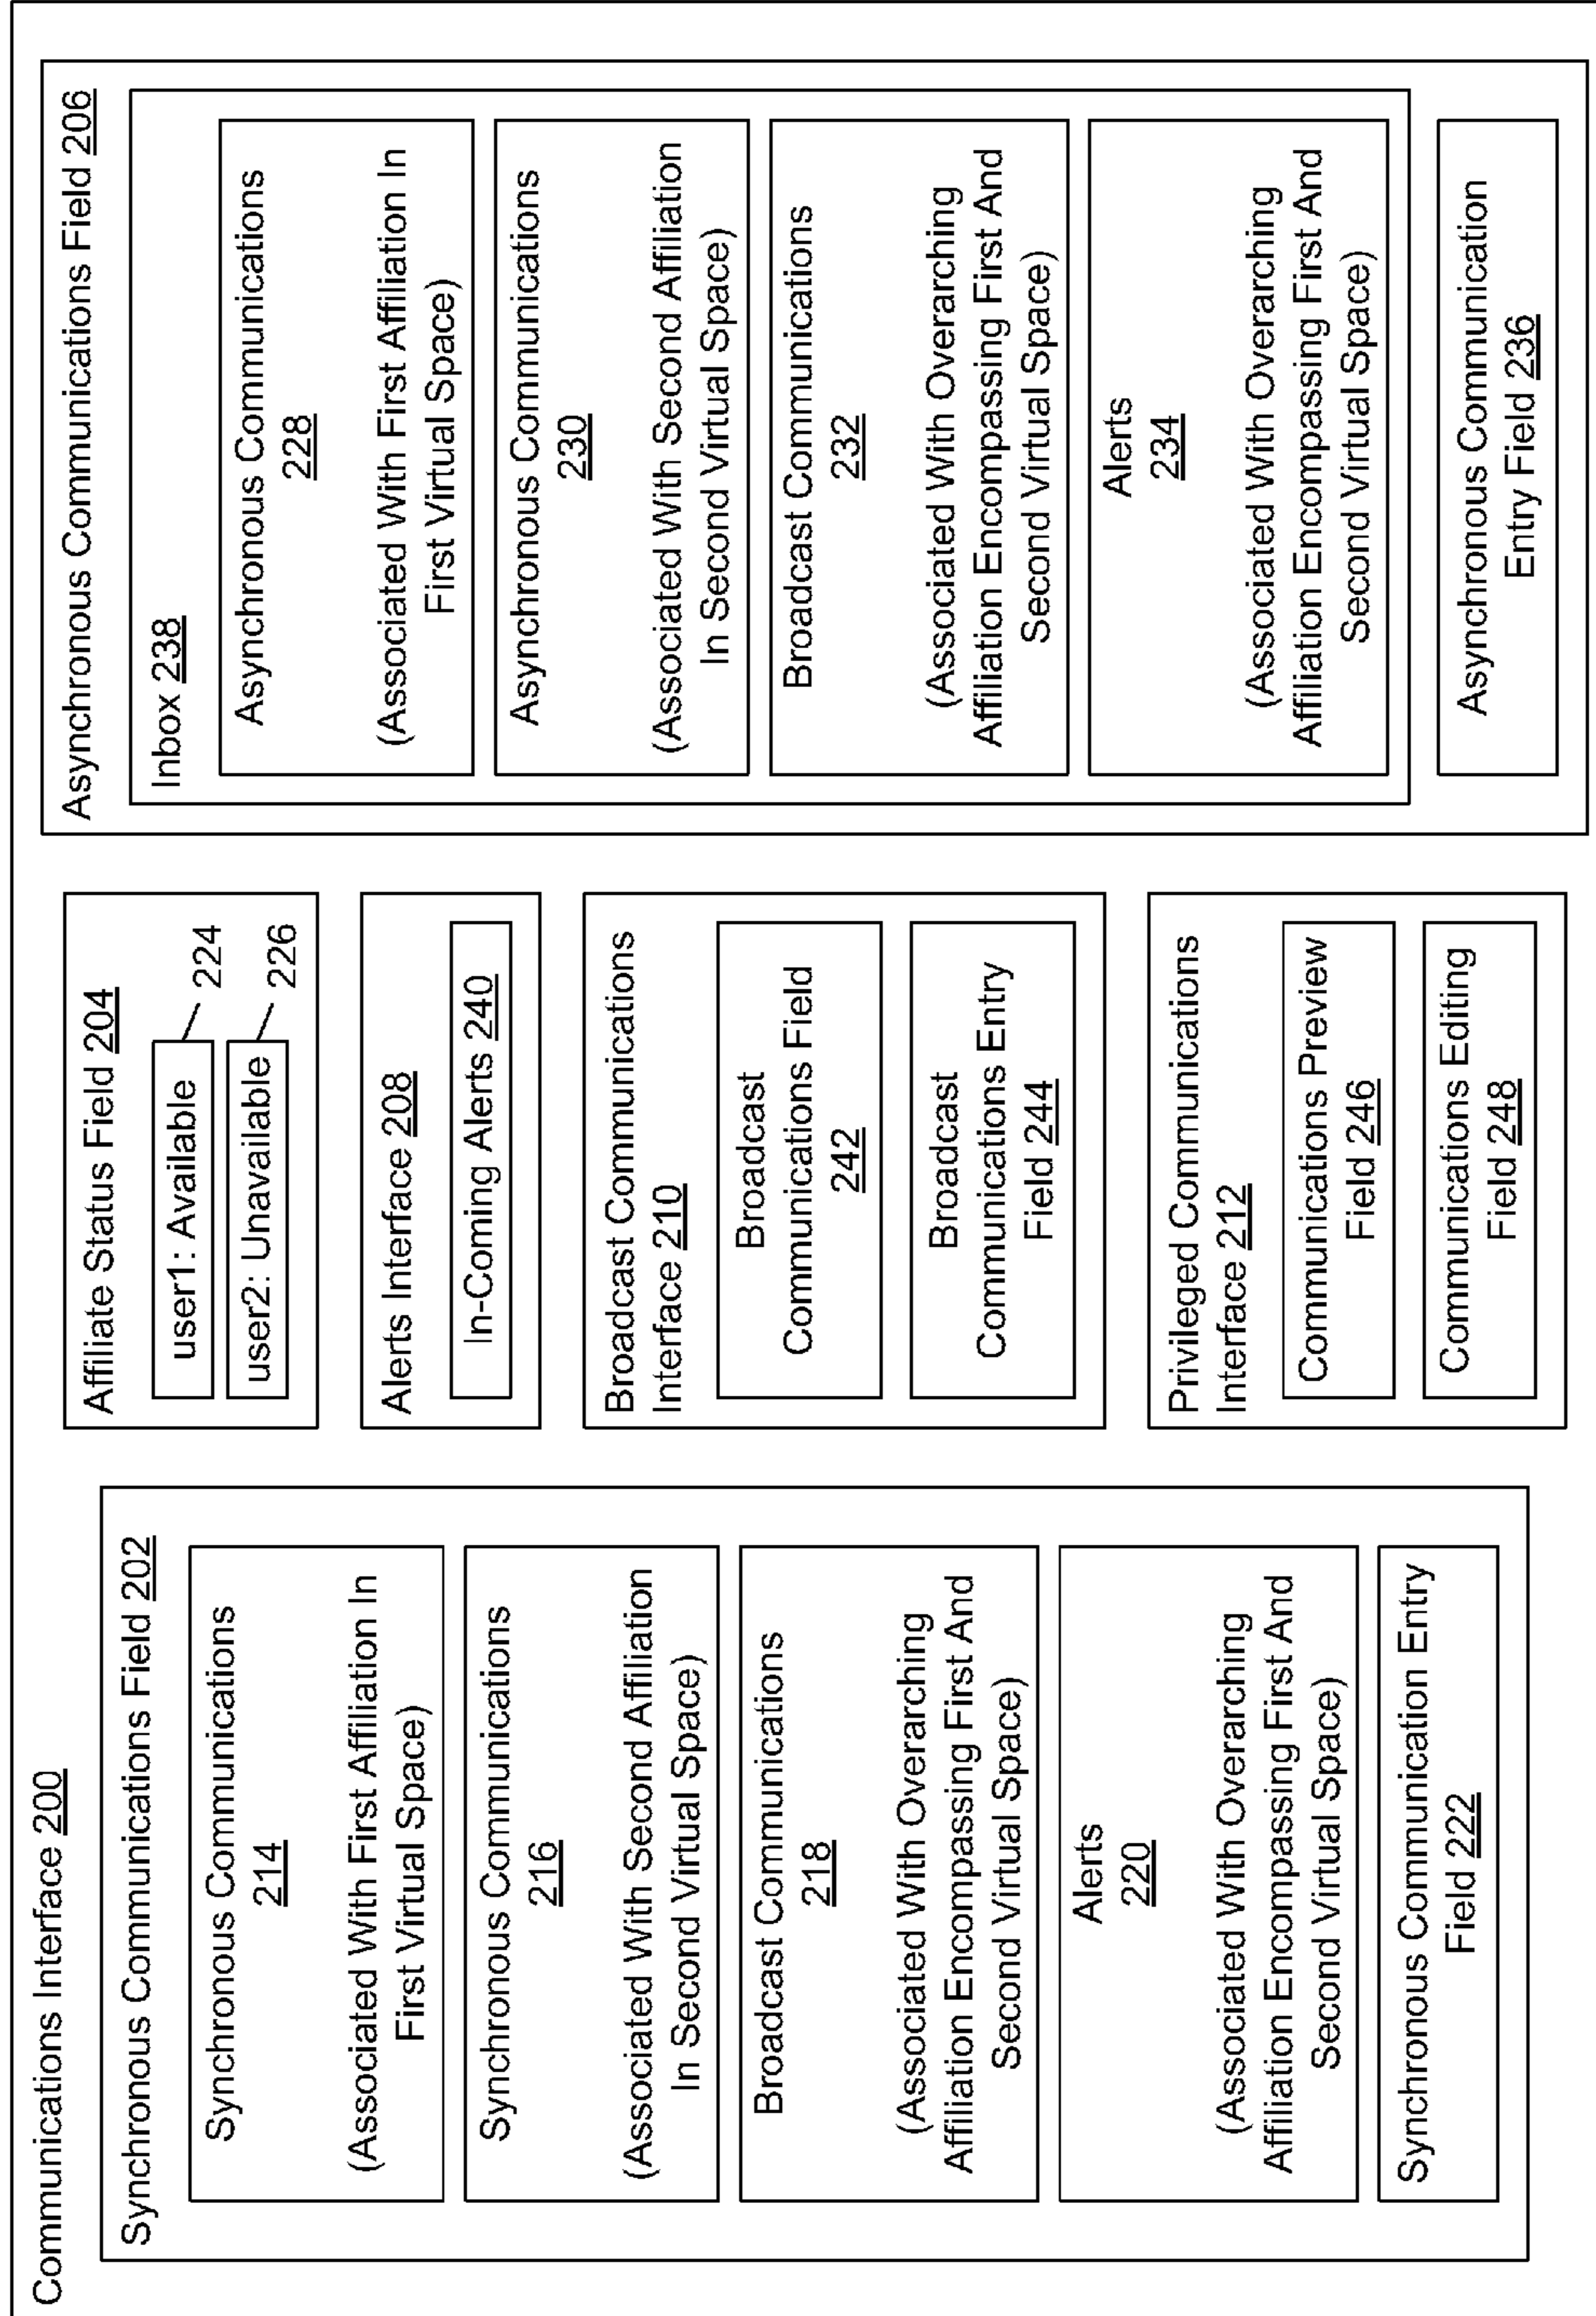 Communications Interface 200
Synchronous Communications Field 202
Synchronous Communications
214
(Associated With First Affiliation In
First Virtual Space)
Synchronous Communications
216
(Associated With Second Affiliation
In Second Virtual Space)
Broadcast Communications
218
(Associated With Overarching
Affiliation Encompassing First And
Second Virtual Space)
Alerts
220
(Associated With Overarching
Affiliation Encompassing First And
Second Virtual Space)
Synchronous Communication Entry
Field 222
Affiliate Status Field 204
user1: Available
224
user2: Unavailable
226
Alerts Interface 208
In-Coming Alerts 240
Broadcast Communications
Interface 210
Broadcast
Communications Field
242
Broadcast
Communications Entry
Field 244
Privileged Communications
Interface 212
Communications Preview
Field 246
Communications Editing
Field 248
Asynchronous Communications Field 206
Inbox 238
Asynchronous Communications
228
(Associated With First Affiliation In
First Virtual Space)
Asynchronous Communications
230
(Associated With Second Affiliation
In Second Virtual Space)
Broadcast Communications
232
(Associated With Overarching
Affiliation Encompassing First And
Second Virtual Space)
Alerts
234
(Associated With Overarching
Affiliation Encompassing First And
Second Virtual Space)
Asynchronous Communication
Entry Field 236